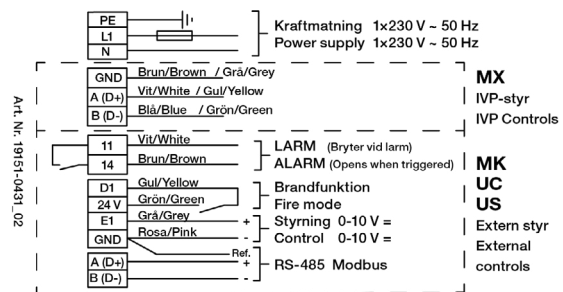 PE
L1
N
Kraftmatning 1×230 V ~ 50 Hz
Power supply 1×230 V ~ 50 Hz
GND Brun/Brown / Grå/Grey
A (D+) Vit/White / Gul/Yellow
B (D-) Blå/Blue / Grön/Green
MX
IVP-styr
IVP Controls
11 Vit/White
14 Brun/Brown
LARM (Bryter vid larm)
ALARM (Opens when triggered)
D1 Gul/Yellow
24 V Grön/Green
Brandfunktion
Fire mode
E1 Grå/Grey +
GND Rosa/Pink -
Styrning 0-10 V =
Control 0-10 V =
Ref.
A (D+) +
B (D-) -
RS-485 Modbus
MK
UC
US
Extern styr
External
controls
Art. Nr. 19151-0431_02